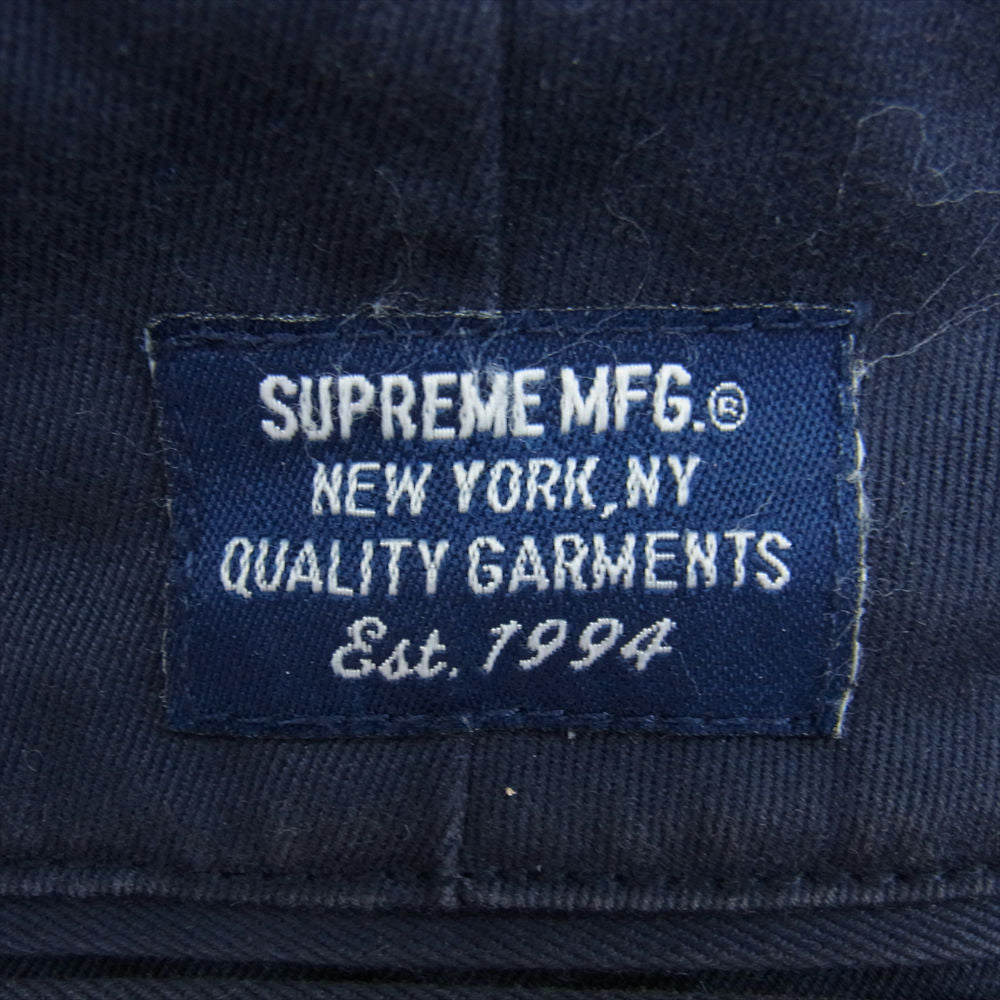 SUPREME MFG.®
NEW YORK, NY
QUALITY GARMENTS
Est. 1994